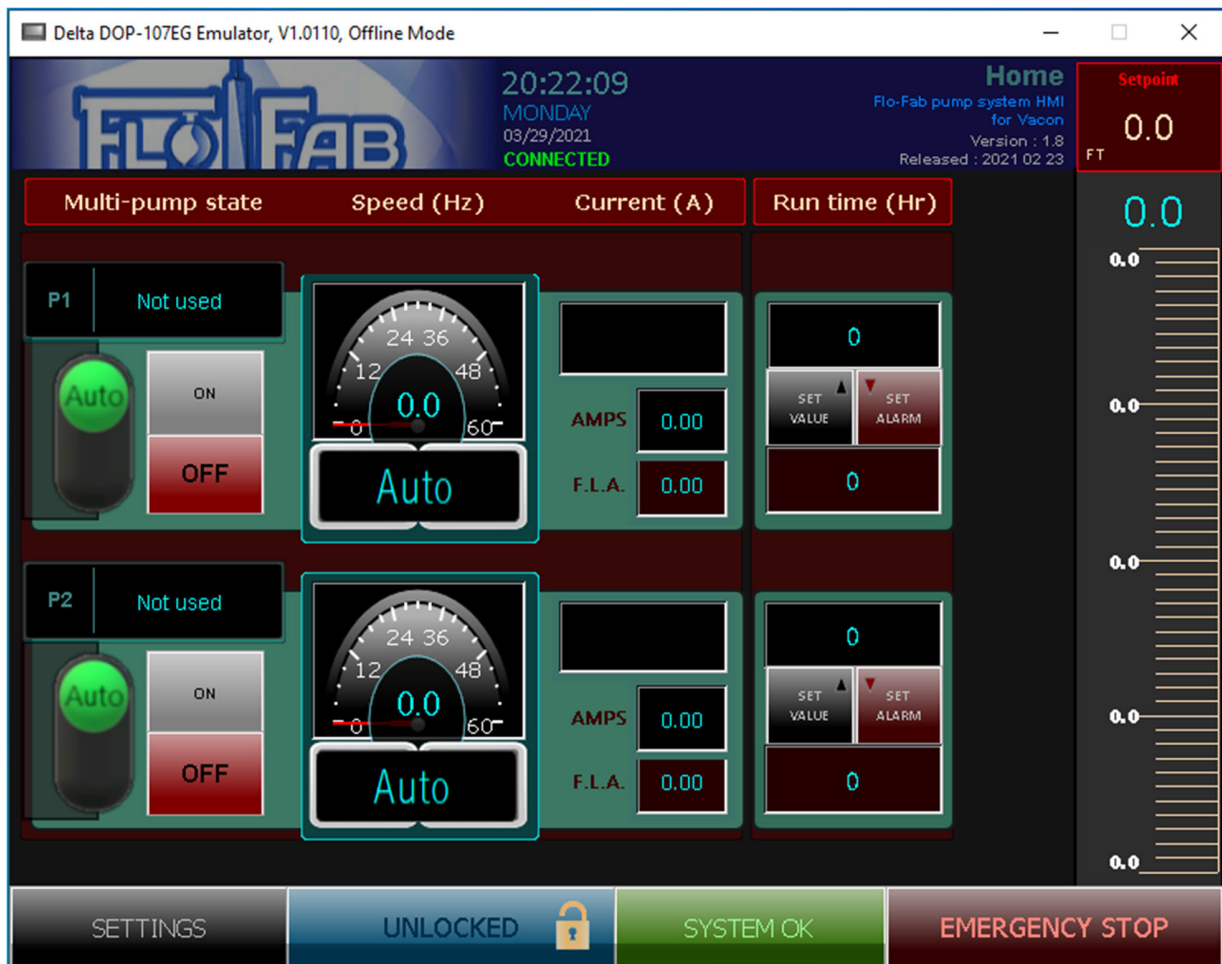 Delta DOP-107EG Emulator, V1.0110, Offline Mode
FLO FAB
20:22:09
MONDAY
03/29/2021
CONNECTED
Home
Flo-Fab pump system HMI
for Vacon
Version : 1.8
Released : 2021 02 23
Setpoint
0.0
FT
Multi-pump state Speed (Hz) Current (A) Run time (Hr)
0.0
P1 Not used
Auto
ON
OFF
0 12 24 36 48 60
0.0
Auto
AMPS 0.00
F.L.A. 0.00
0
SET VALUE
SET ALARM
0
P2 Not used
Auto
ON
OFF
0 12 24 36 48 60
0.0
Auto
AMPS 0.00
F.L.A. 0.00
0
SET VALUE
SET ALARM
0
0.0
0.0
0.0
0.0
0.0
SETTINGS UNLOCKED SYSTEM OK EMERGENCY STOP